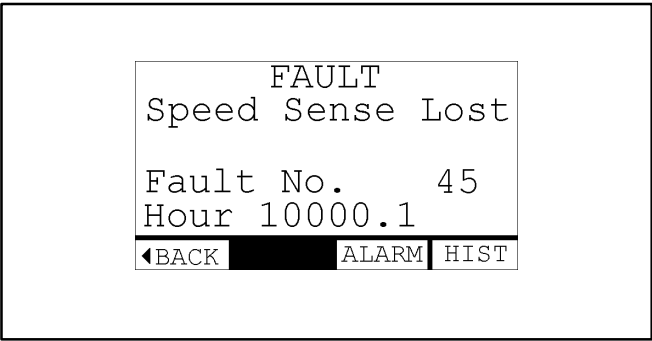 FAULT
Speed Sense Lost
Fault No. 45
Hour 10000.1
◀BACK ALARM HIST